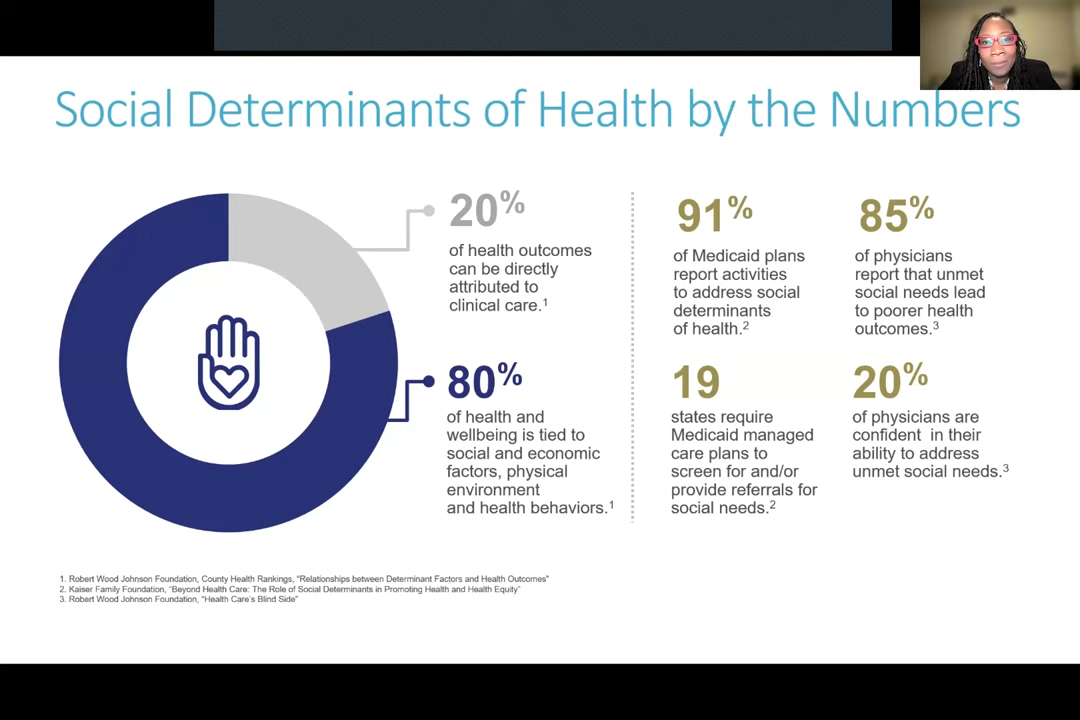 Social Determinants of Health by the Numbers
20%
of health outcomes
can be directly
attributed to
clinical care.1
80%
of health and
wellbeing is tied to
social and economic
factors, physical
environment
and health behaviors.1
91%
of Medicaid plans
report activities
to address social
determinants
of health.2
85%
of physicians
report that unmet
social needs lead
to poorer health
outcomes.3
19
states require
Medicaid managed
care plans to
screen for and/or
provide referrals for
social needs.2
20%
of physicians are
confident in their
ability to address
unmet social needs.3
1. Robert Wood Johnson Foundation, County Health Rankings, "Relationships between Determinant Factors and Health Outcomes"
2. Kaiser Family Foundation, "Beyond Health Care: The Role of Social Determinants in Promoting Health and Health Equity"
3. Robert Wood Johnson Foundation, "Health Care's Blind Side"